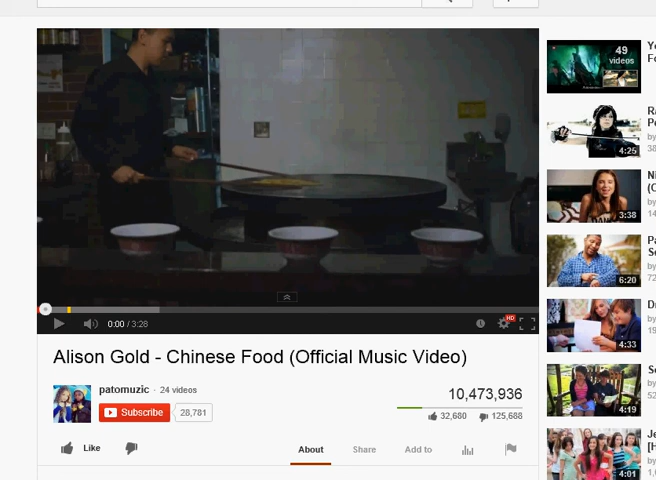 49
videos
4:25
3:38
6:20
4:33
4:19
4:01
HD
0:00 / 3:28
Alison Gold - Chinese Food (Official Music Video)
patomuzic · 24 videos
Subscribe 28,781
10,473,936
32,680 125,688
Like
About Share Add to